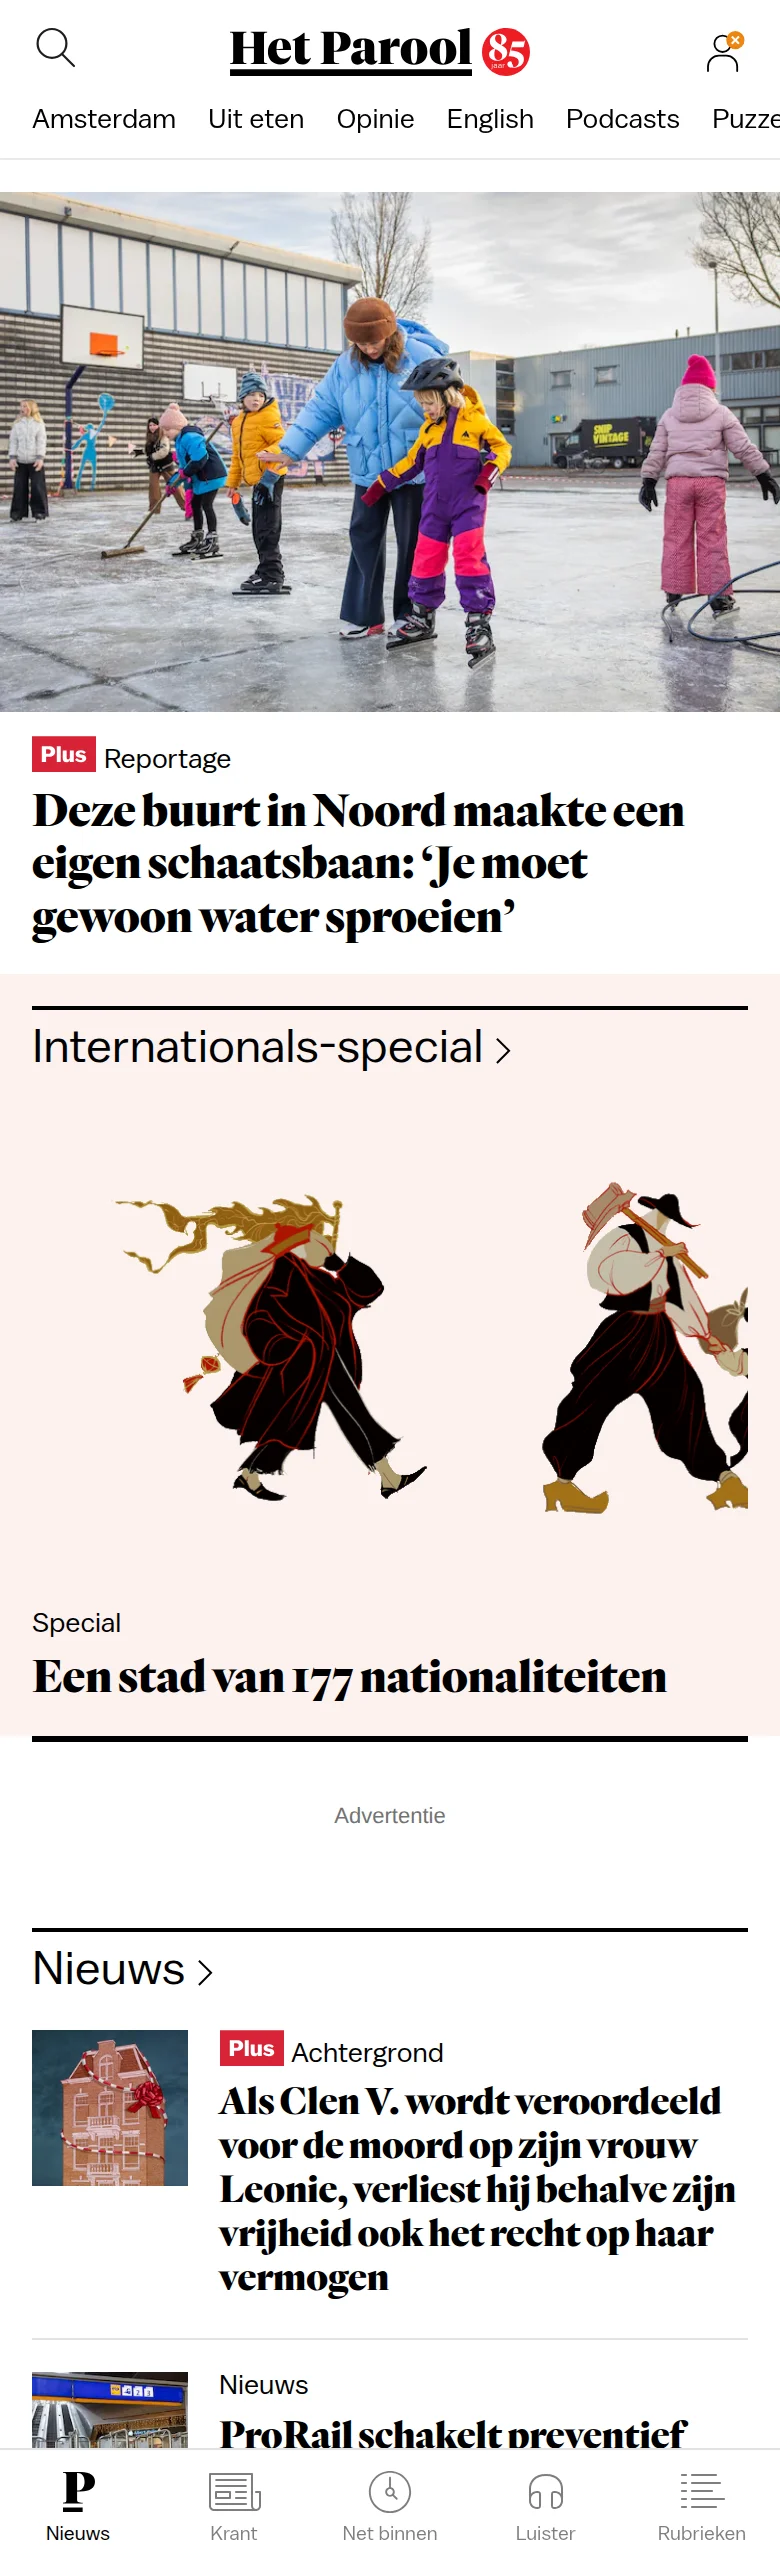 Het Parool 85 jaar
Amsterdam Uit eten Opinie English Podcasts Puzze
SNIP
VINTAGE
Plus Reportage
Deze buurt in Noord maakte een
eigen schaatsbaan: ‘Je moet
gewoon water sproeien’
Internationals-special
Special
Een stad van 177 nationaliteiten
Advertentie
Nieuws
Plus Achtergrond
Als Clen V. wordt veroordeeld
voor de moord op zijn vrouw
Leonie, verliest hij behalve zijn
vrijheid ook het recht op haar
vermogen
Nieuws
ProRail schakelt preventief
P
Nieuws Krant Net binnen Luister Rubrieken